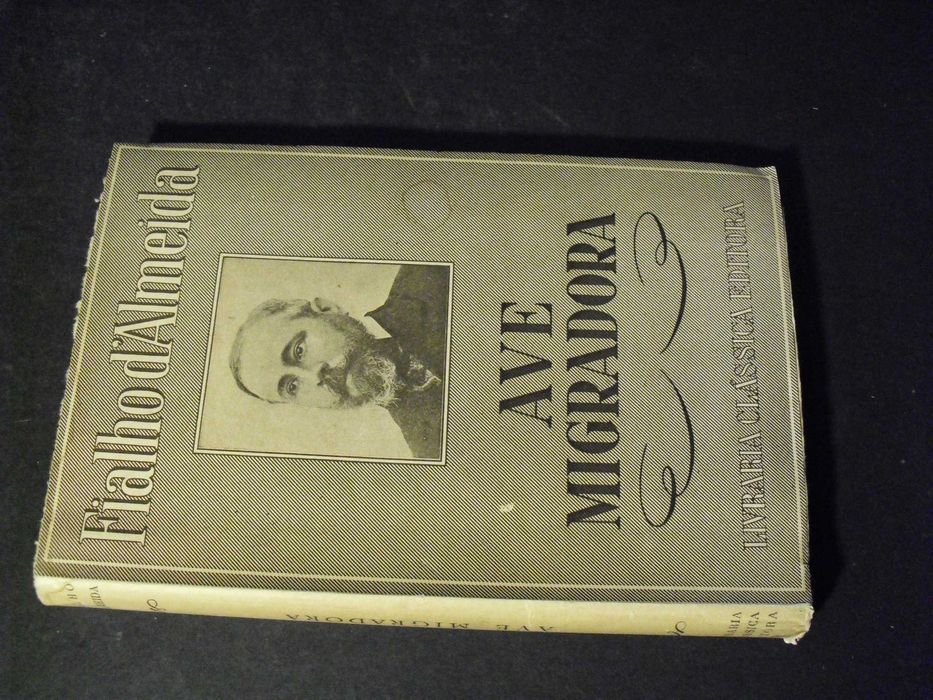 Fialho d'Almeida
AVE
MIGRADORA
LIVRARIA CLÁSSICA EDITORA
AVE MIGRADORA